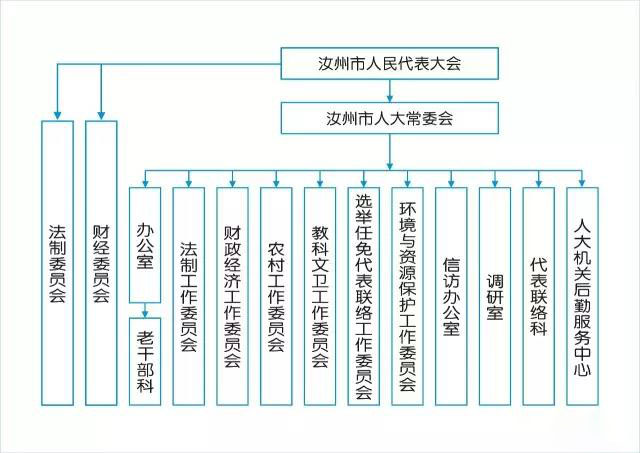 汝州市人民代表大会
汝州市人大常委会
法制委员会
财经委员会
办公室
老干部科
法制工作委员会
财政经济工作委员会
农村工作委员会
教科文卫工作委员会
选举任免代表联络工作委员会
环境与资源保护工作委员会
信访办公室
调研室
代表联络科
人大机关后勤服务中心